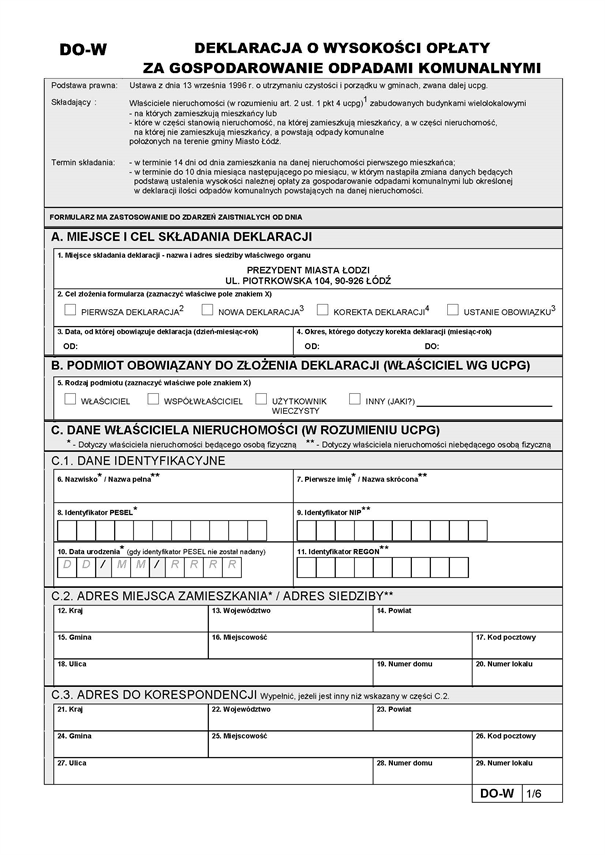 DO-W
DEKLARACJA O WYSOKOŚCI OPŁATY
ZA GOSPODAROWANIE ODPADAMI KOMUNALNYMI
Podstawa prawna: Ustawa z dnia 13 września 1996 r. o utrzymaniu czystości i porządku w gminach, zwana dalej ucpg.
Składający : Właściciele nieruchomości (w rozumieniu art. 2 ust. 1 pkt 4 ucpg)1 zabudowanych budynkami wielolokalowymi
- na których zamieszkują mieszkańcy lub
- które w części stanowią nieruchomość, na której zamieszkują mieszkańcy, a w części nieruchomość,
na której nie zamieszkują mieszkańcy, a powstają odpady komunalne
położonych na terenie gminy Miasto Łódź.
Termin składania: - w terminie 14 dni od dnia zamieszkania na danej nieruchomości pierwszego mieszkańca;
- w terminie do 10 dnia miesiąca następującego po miesiącu, w którym nastąpiła zmiana danych będących
podstawą ustalenia wysokości należnej opłaty za gospodarowanie odpadami komunalnymi lub określonej
w deklaracji ilości odpadów komunalnych powstających na danej nieruchomości.
FORMULARZ MA ZASTOSOWANIE DO ZDARZEŃ ZAISTNIAŁYCH OD DNIA
A. MIEJSCE I CEL SKŁADANIA DEKLARACJI
1. Miejsce składania deklaracji - nazwa i adres siedziby właściwego organu
PREZYDENT MIASTA ŁODZI
UL. PIOTRKOWSKA 104, 90-926 ŁÓDŹ
2. Cel złożenia formularza (zaznaczyć właściwe pole znakiem X)
PIERWSZA DEKLARACJA2 NOWA DEKLARACJA3 KOREKTA DEKLARACJI4 USTANIE OBOWIĄZKU3
3. Data, od której obowiązuje deklaracja (dzień-miesiąc-rok) 4. Okres, którego dotyczy korekta deklaracji (miesiąc-rok)
OD: OD: DO:
B. PODMIOT OBOWIĄZANY DO ZŁOŻENIA DEKLARACJI (WŁAŚCICIEL WG UCPG)
5. Rodzaj podmiotu (zaznaczyć właściwe pole znakiem X)
WŁAŚCICIEL WSPÓŁWŁAŚCICIEL UŻYTKOWNIK INNY (JAKI?)
WIECZYSTY
C. DANE WŁAŚCICIELA NIERUCHOMOŚCI (W ROZUMIENIU UCPG)
* - Dotyczy właściciela nieruchomości będącego osobą fizyczną ** - Dotyczy właściciela nieruchomości niebędącego osobą fizyczną
C.1. DANE IDENTYFIKACYJNE
6. Nazwisko* / Nazwa pełna** 7. Pierwsze imię* / Nazwa skrócona**
8. Identyfikator PESEL* 9. Identyfikator NIP**
10. Data urodzenia* (gdy identyfikator PESEL nie został nadany) 11. Identyfikator REGON**
D D / M M / R R R R
C.2. ADRES MIEJSCA ZAMIESZKANIA* / ADRES SIEDZIBY**
12. Kraj 13. Województwo 14. Powiat
15. Gmina 16. Miejscowość 17. Kod pocztowy
18. Ulica 19. Numer domu 20. Numer lokalu
C.3. ADRES DO KORESPONDENCJI Wypełnić, jeżeli jest inny niż wskazany w części C.2.
21. Kraj 22. Województwo 23. Powiat
24. Gmina 25. Miejscowość 26. Kod pocztowy
27. Ulica 28. Numer domu 29. Numer lokalu
DO-W 1/6